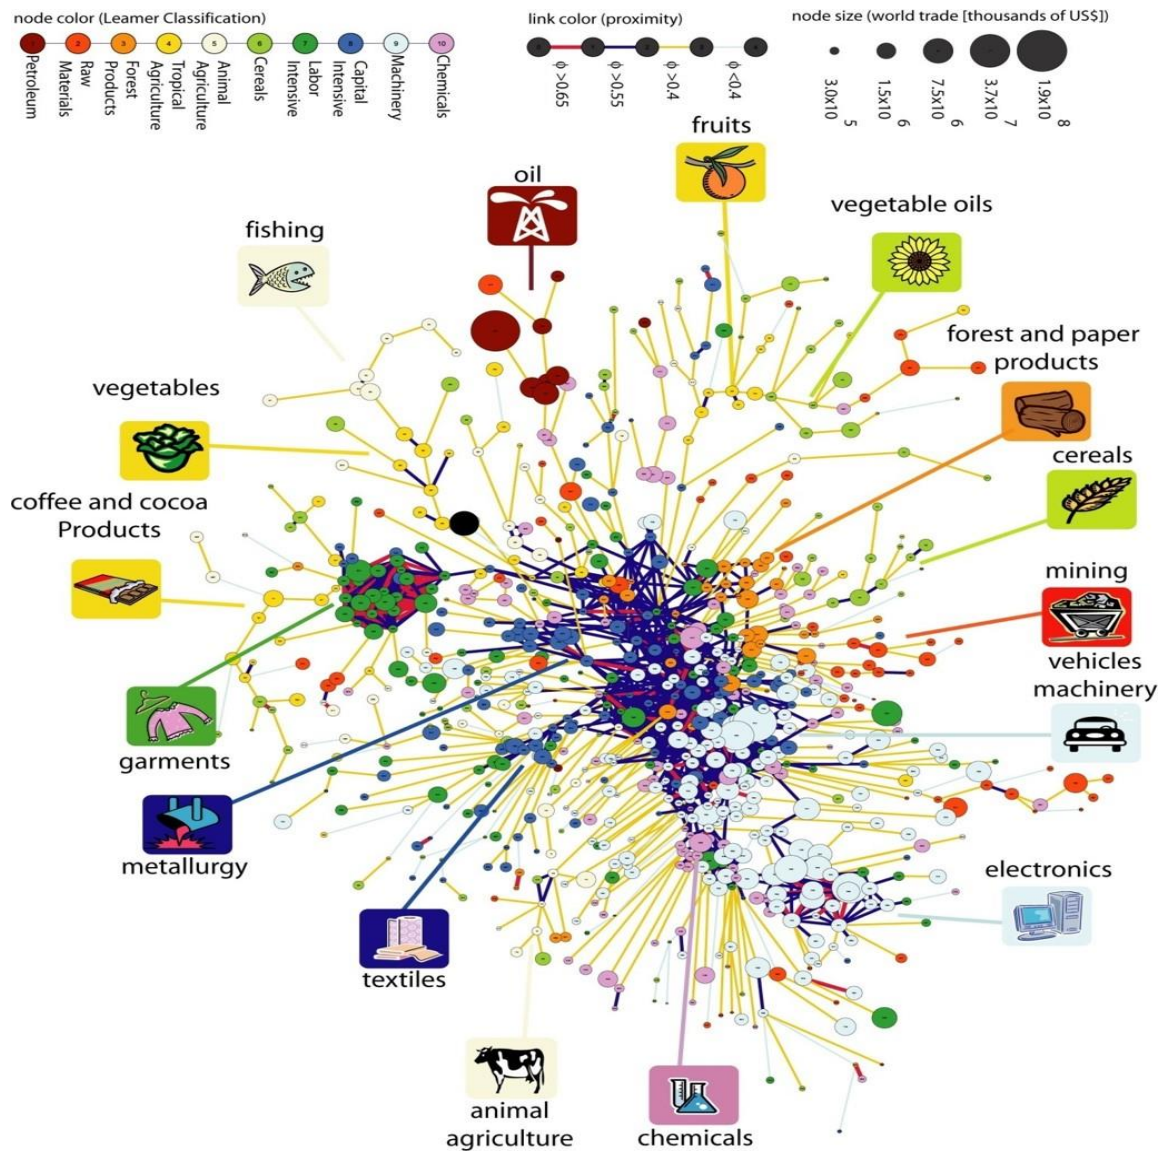 node color (Leamer Classification)
link color (proximity)
node size (world trade [thousands of US$])
1
2
3
4
5
6
7
8
9
10
Petroleum
Raw
Materials
Forest
Products
Tropical
Agriculture
Animal
Agriculture
Cereals
Labor
Intensive
Capital
Intensive
Machinery
Chemicals
ϕ >0.65
ϕ >0.55
ϕ >0.4
ϕ <0.4
3.0x10 5
1.5x10 6
7.5x10 6
3.7x10 7
1.9x10 8
fruits
oil
vegetable oils
fishing
forest and paper
products
vegetables
cereals
coffee and cocoa
Products
mining
vehicles
machinery
garments
metallurgy
electronics
textiles
animal
agriculture
chemicals